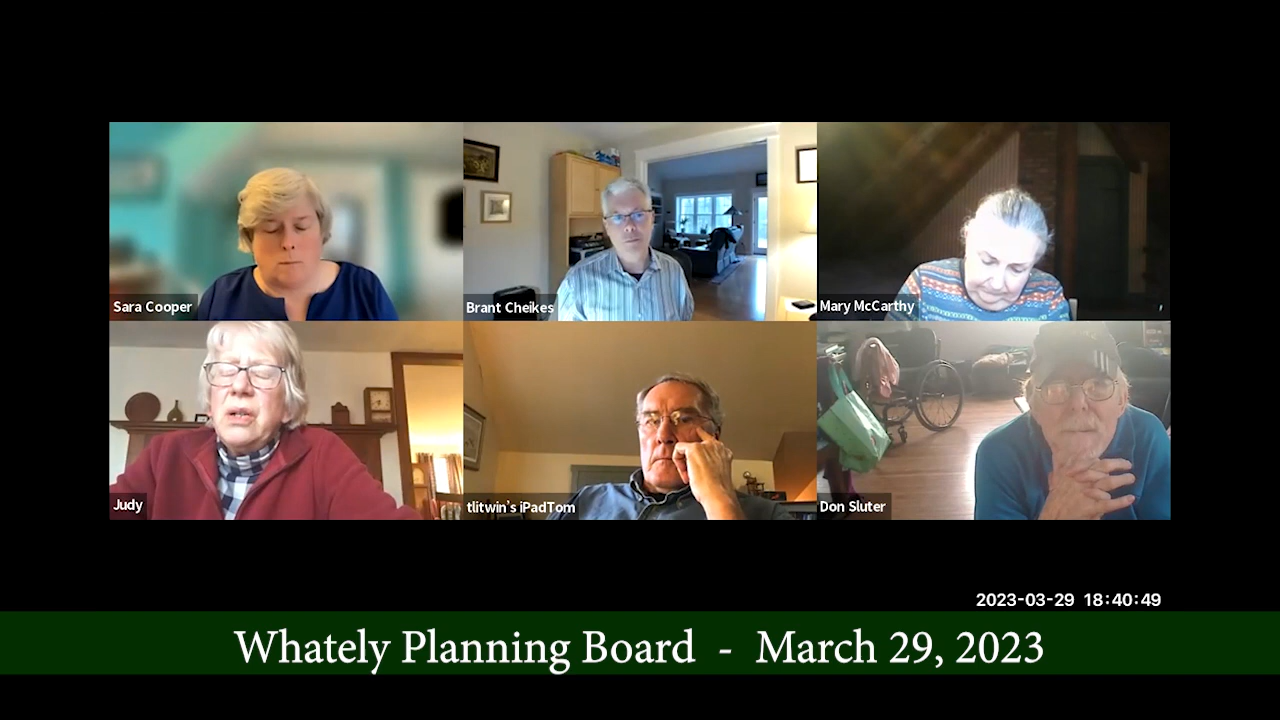 Sara Cooper
Brant Cheikes
Mary McCarthy
Judy
tlitwin's iPadTom
Don Sluter
2023-03-29 18:40:49
Whately Planning Board - March 29, 2023